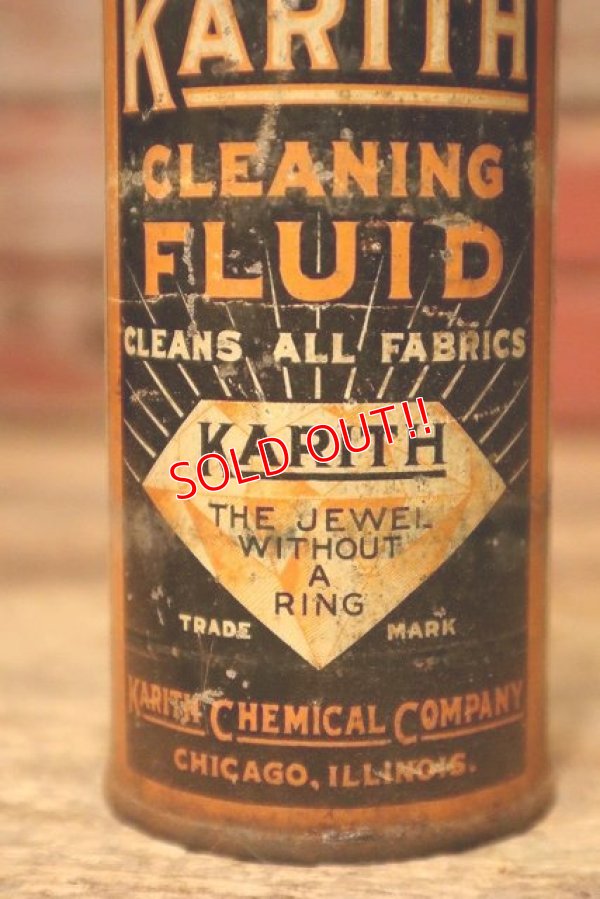 KARITH
CLEANING
FLUID
CLEANS ALL FABRICS
KARITH
SOLD OUT!!
THE JEWEL
WITHOUT
A
RING
TRADE MARK
KARITH CHEMICAL COMPANY
CHICAGO, ILLINOIS.